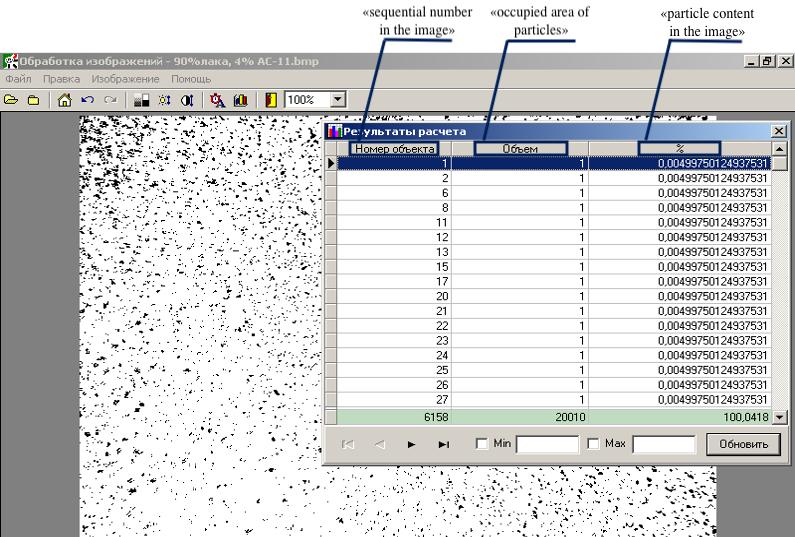 «sequential number
in the image»
«occupied area of
particles»
«particle content
in the image»
Обработка изображений - 90%лака, 4% АС-11.bmp
Файл Правка Изображение Помощь
100%
Результаты расчета
Номер объекта Объем %
1 1 0,00499750124937531
2 1 0,00499750124937531
6 1 0,00499750124937531
8 1 0,00499750124937531
11 1 0,00499750124937531
12 1 0,00499750124937531
13 1 0,00499750124937531
15 1 0,00499750124937531
17 1 0,00499750124937531
20 1 0,00499750124937531
21 1 0,00499750124937531
22 1 0,00499750124937531
23 1 0,00499750124937531
24 1 0,00499750124937531
25 1 0,00499750124937531
26 1 0,00499750124937531
27 1 0,00499750124937531
6158 20010 100,0418
Min Max Обновить